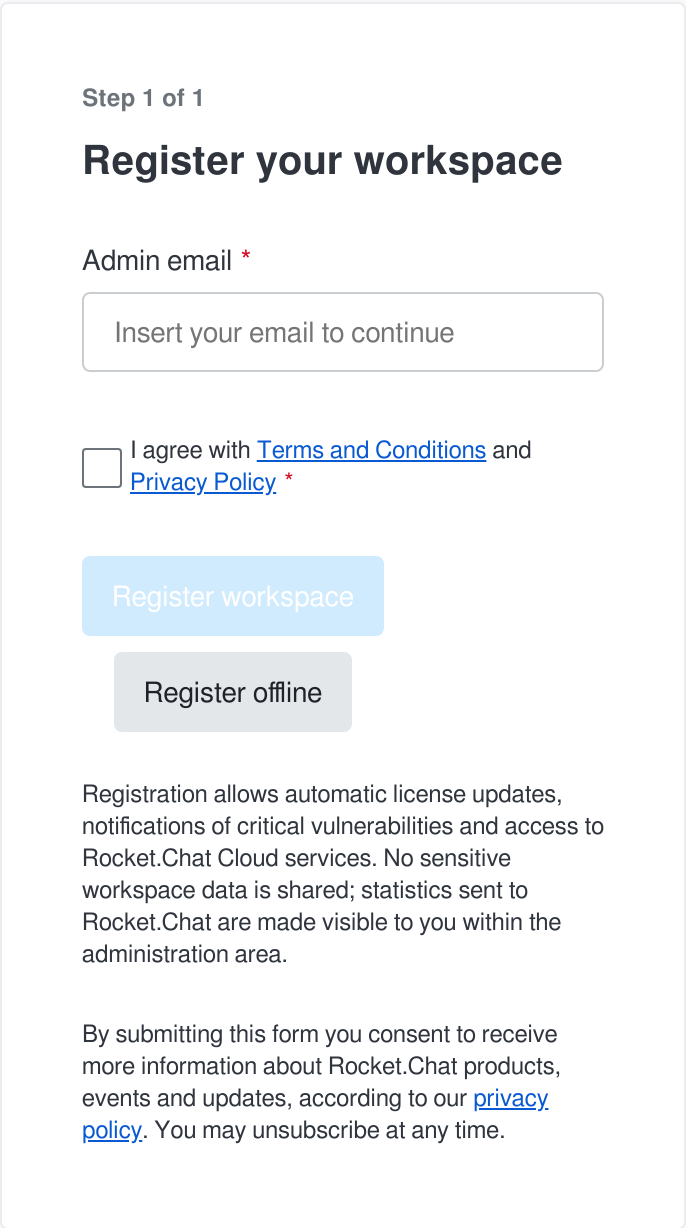 Step 1 of 1
Register your workspace
Admin email *
Insert your email to continue
I agree with Terms and Conditions and
Privacy Policy *
Register workspace
Register offline
Registration allows automatic license updates,
notifications of critical vulnerabilities and access to
Rocket.Chat Cloud services. No sensitive
workspace data is shared; statistics sent to
Rocket.Chat are made visible to you within the
administration area.
By submitting this form you consent to receive
more information about Rocket.Chat products,
events and updates, according to our privacy
policy. You may unsubscribe at any time.